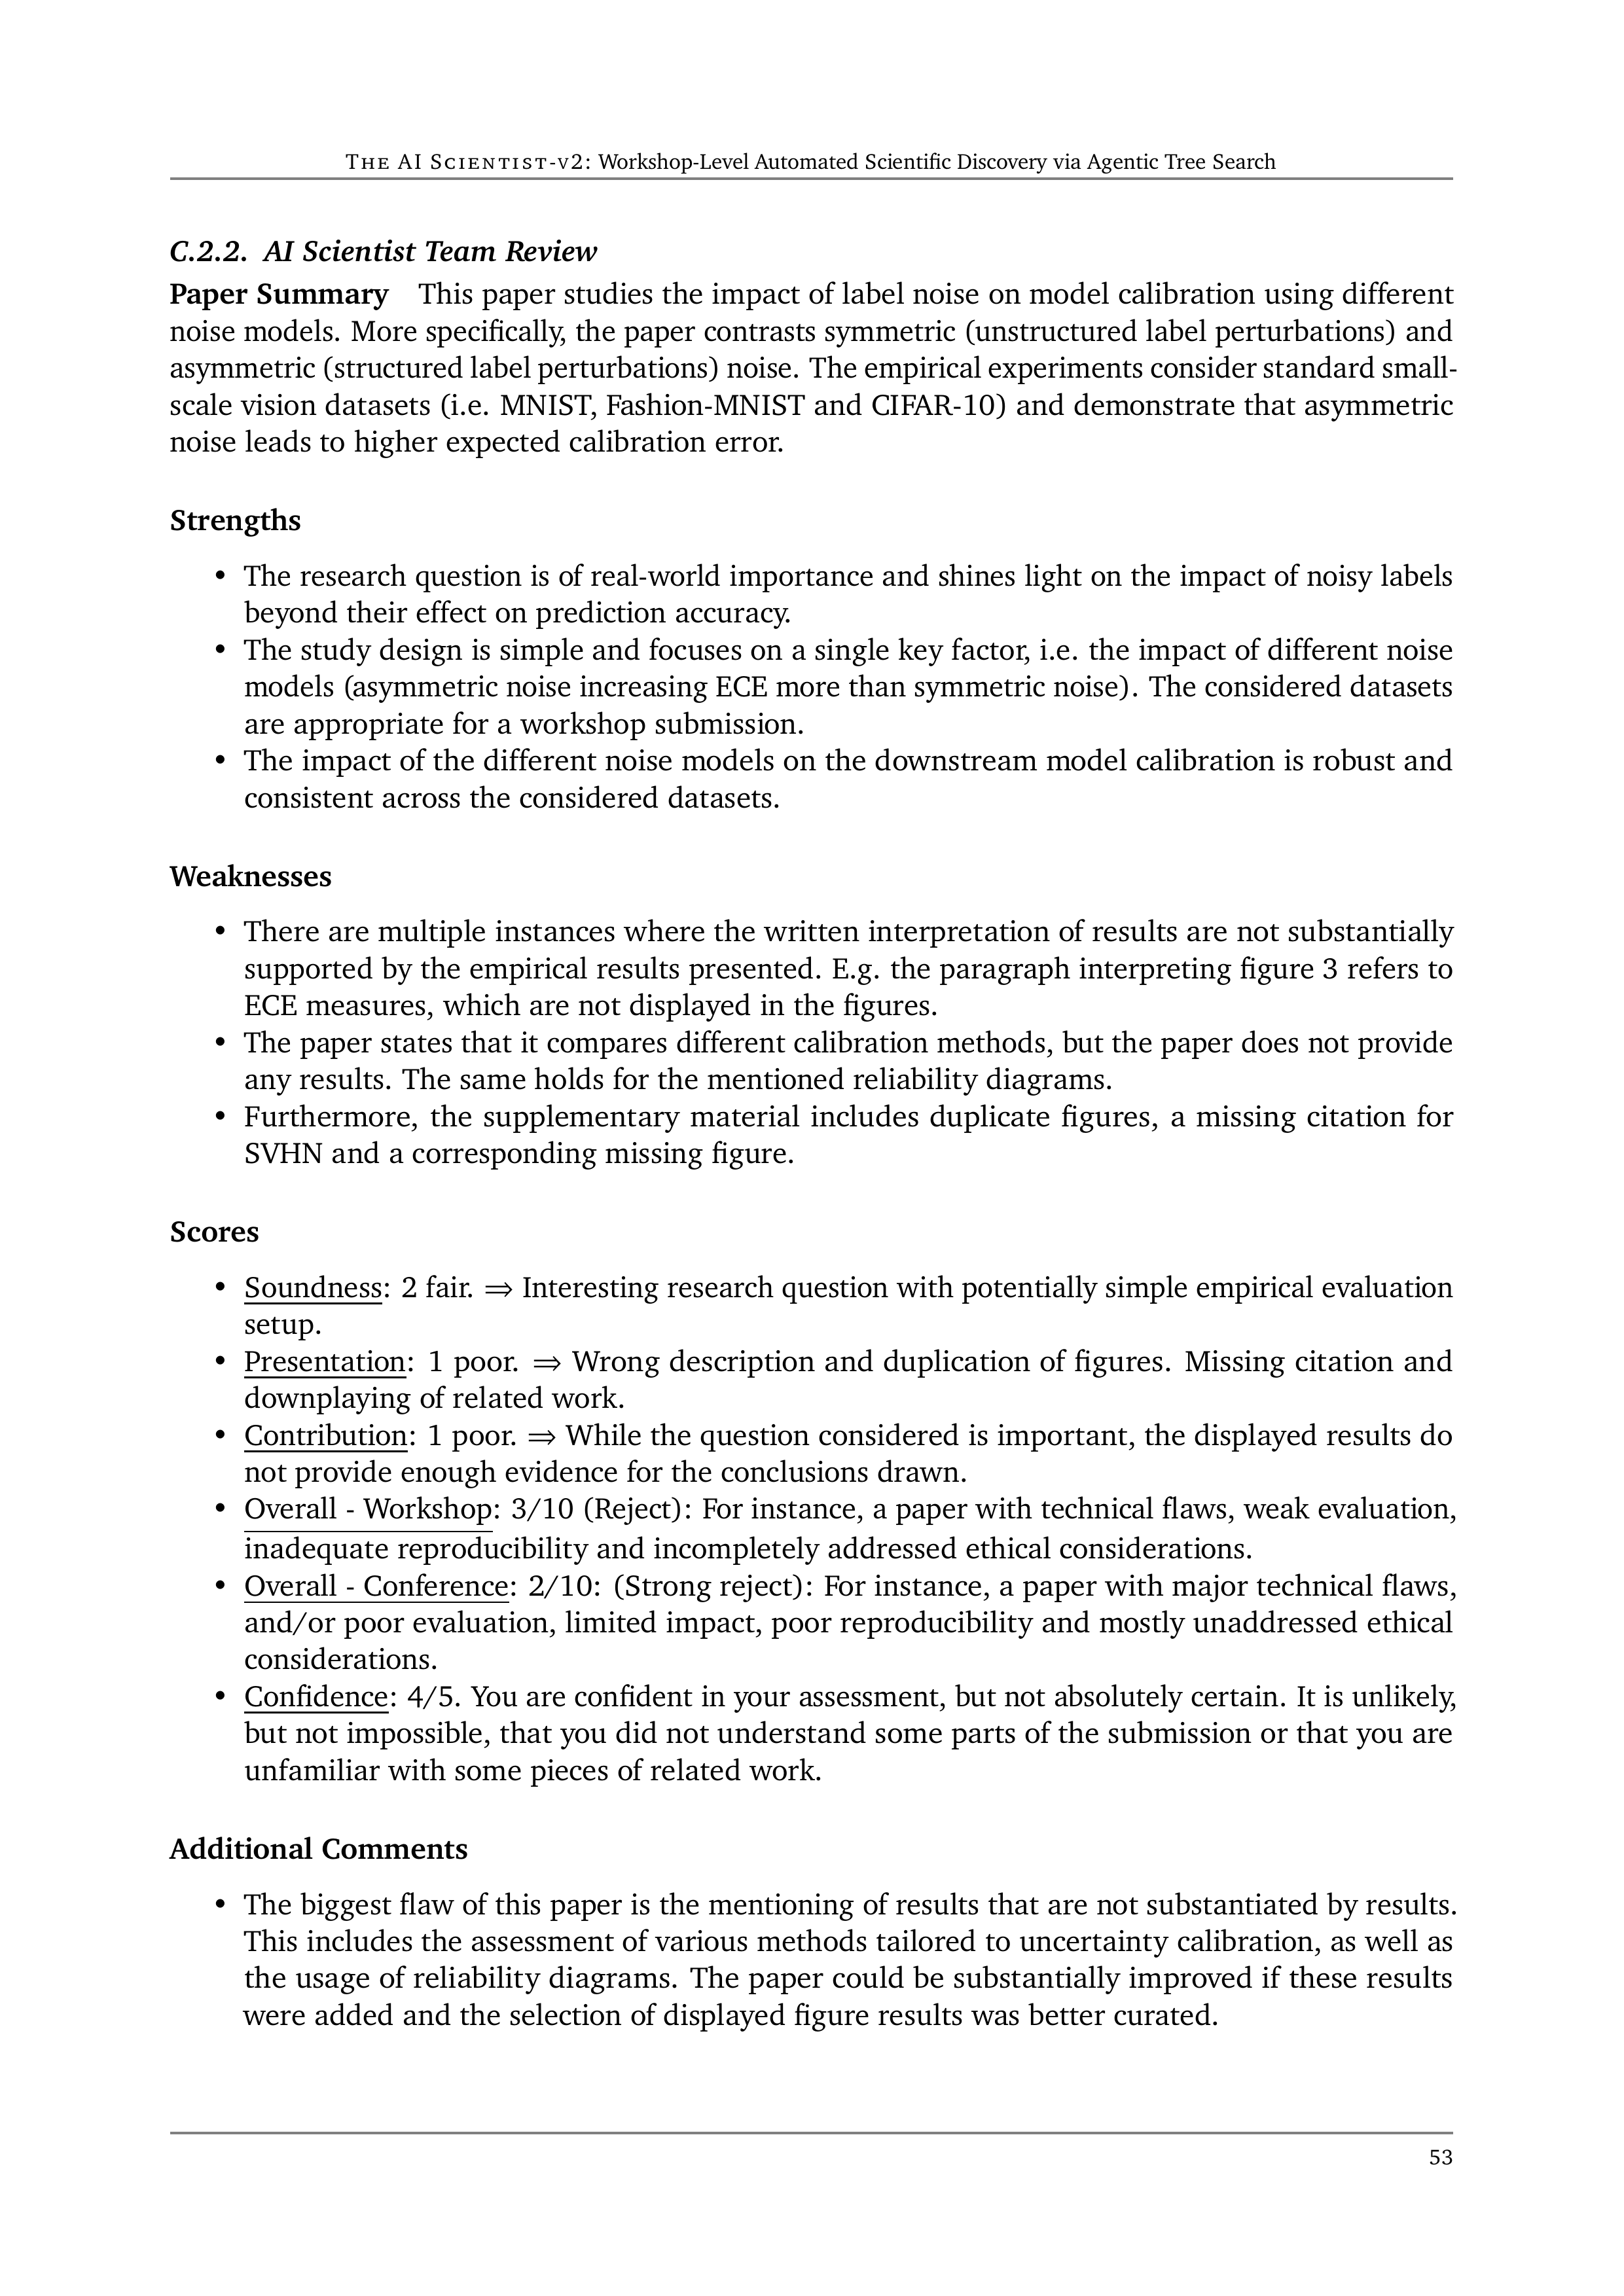 THE AI SCIENTIST-V2: Workshop-Level Automated Scientific Discovery via Agentic Tree Search
C.2.2. AI Scientist Team Review
Paper Summary This paper studies the impact of label noise on model calibration using different
noise models. More specifically, the paper contrasts symmetric (unstructured label perturbations) and
asymmetric (structured label perturbations) noise. The empirical experiments consider standard small-
scale vision datasets (i.e. MNIST, Fashion-MNIST and CIFAR-10) and demonstrate that asymmetric
noise leads to higher expected calibration error.
Strengths
• The research question is of real-world importance and shines light on the impact of noisy labels
beyond their effect on prediction accuracy.
• The study design is simple and focuses on a single key factor, i.e. the impact of different noise
models (asymmetric noise increasing ECE more than symmetric noise). The considered datasets
are appropriate for a workshop submission.
• The impact of the different noise models on the downstream model calibration is robust and
consistent across the considered datasets.
Weaknesses
• There are multiple instances where the written interpretation of results are not substantially
supported by the empirical results presented. E.g. the paragraph interpreting figure 3 refers to
ECE measures, which are not displayed in the figures.
• The paper states that it compares different calibration methods, but the paper does not provide
any results. The same holds for the mentioned reliability diagrams.
• Furthermore, the supplementary material includes duplicate figures, a missing citation for
SVHN and a corresponding missing figure.
Scores
• Soundness: 2 fair. ⇒ Interesting research question with potentially simple empirical evaluation
setup.
• Presentation: 1 poor. ⇒ Wrong description and duplication of figures. Missing citation and
downplaying of related work.
• Contribution: 1 poor. ⇒ While the question considered is important, the displayed results do
not provide enough evidence for the conclusions drawn.
• Overall - Workshop: 3/10 (Reject): For instance, a paper with technical flaws, weak evaluation,
inadequate reproducibility and incompletely addressed ethical considerations.
• Overall - Conference: 2/10: (Strong reject): For instance, a paper with major technical flaws,
and/or poor evaluation, limited impact, poor reproducibility and mostly unaddressed ethical
considerations.
• Confidence: 4/5. You are confident in your assessment, but not absolutely certain. It is unlikely,
but not impossible, that you did not understand some parts of the submission or that you are
unfamiliar with some pieces of related work.
Additional Comments
• The biggest flaw of this paper is the mentioning of results that are not substantiated by results.
This includes the assessment of various methods tailored to uncertainty calibration, as well as
the usage of reliability diagrams. The paper could be substantially improved if these results
were added and the selection of displayed figure results was better curated.
53